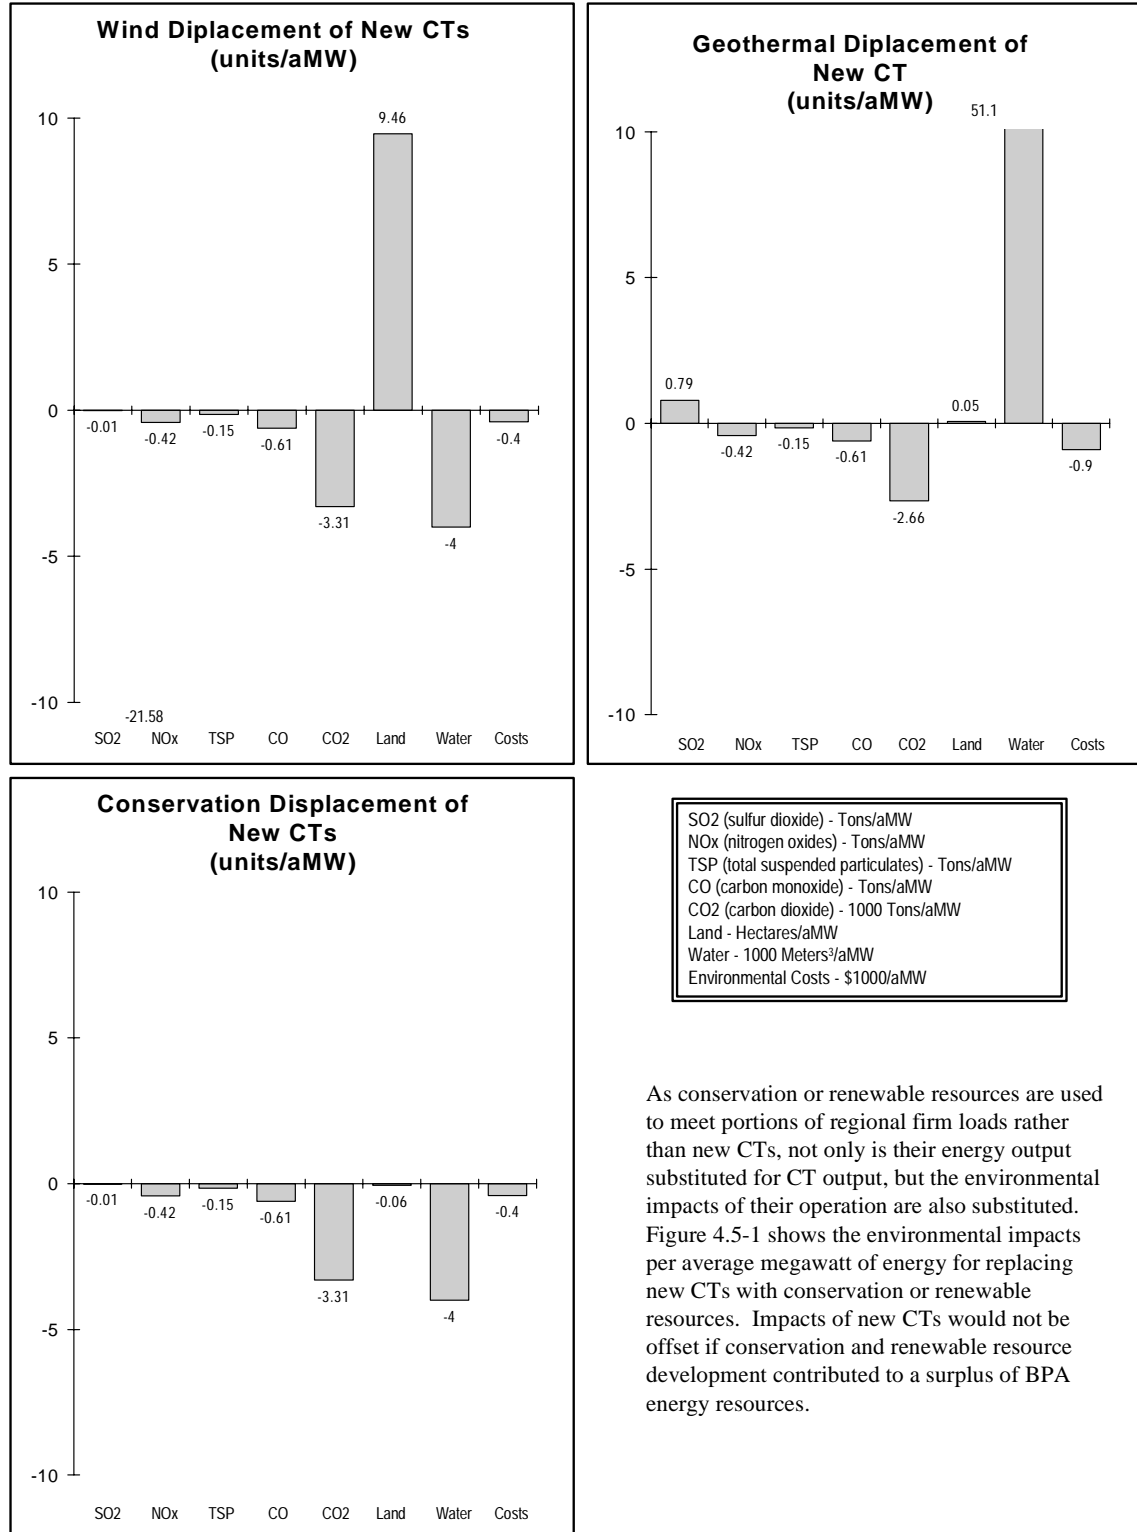 Wind Diplacement of New CTs
(units/aMW)
10
5
0
-5
-10
9.46
-0.01
-0.42
-0.15
-0.61
-3.31
-4
-0.4
-21.58
SO2 NOx TSP CO CO2 Land Water Costs
Geothermal Diplacement of
New CT
(units/aMW)
10
5
0
-5
-10
51.1
0.79
-0.42
-0.15
-0.61
-2.66
0.05
-0.9
SO2 NOx TSP CO CO2 Land Water Costs
Conservation Displacement of
New CTs
(units/aMW)
10
5
0
-5
-10
-0.01
-0.42
-0.15
-0.61
-3.31
-0.06
-4
-0.4
SO2 NOx TSP CO CO2 Land Water Costs
SO2 (sulfur dioxide) - Tons/aMW
NOx (nitrogen oxides) - Tons/aMW
TSP (total suspended particulates) - Tons/aMW
CO (carbon monoxide) - Tons/aMW
CO2 (carbon dioxide) - 1000 Tons/aMW
Land - Hectares/aMW
Water - 1000 Meters³/aMW
Environmental Costs - $1000/aMW
As conservation or renewable resources are used
to meet portions of regional firm loads rather
than new CTs, not only is their energy output
substituted for CT output, but the environmental
impacts of their operation are also substituted.
Figure 4.5-1 shows the environmental impacts
per average megawatt of energy for replacing
new CTs with conservation or renewable
resources.  Impacts of new CTs would not be
offset if conservation and renewable resource
development contributed to a surplus of BPA
energy resources.